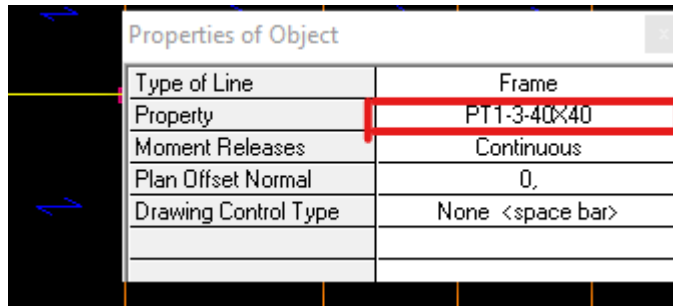 Properties of Object
x
Type of Line Frame
Property PT1-3-40X40
Moment Releases Continuous
Plan Offset Normal 0,
Drawing Control Type None <space bar>